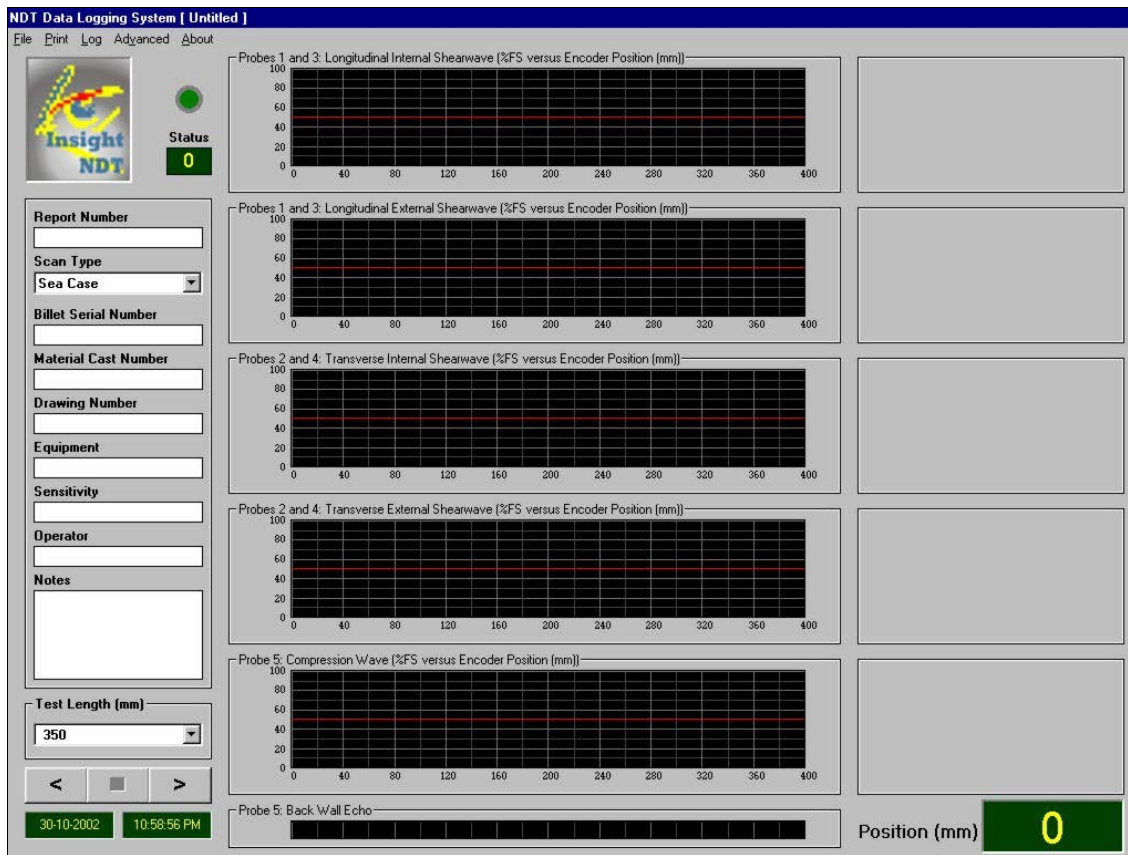 NDT Data Logging System [ Untitled ]
File Print Log Advanced About
Insight
NDT
Status
0
Report Number
Scan Type
Sea Case
Billet Serial Number
Material Cast Number
Drawing Number
Equipment
Sensitivity
Operator
Notes
Test Length (mm)
350
< >
30-10-2002 10:58:56 PM
Probes 1 and 3: Longitudinal Internal Shearwave (%FS versus Encoder Position (mm))
100
80
60
40
20
0
0 40 80 120 160 200 240 280 320 360 400
Probes 1 and 3: Longitudinal External Shearwave (%FS versus Encoder Position (mm))
100
80
60
40
20
0
0 40 80 120 160 200 240 280 320 360 400
Probes 2 and 4: Transverse Internal Shearwave (%FS versus Encoder Position (mm))
100
80
60
40
20
0
0 40 80 120 160 200 240 280 320 360 400
Probes 2 and 4: Transverse External Shearwave (%FS versus Encoder Position (mm))
100
80
60
40
20
0
0 40 80 120 160 200 240 280 320 360 400
Probe 5: Compression Wave (%FS versus Encoder Position (mm))
100
80
60
40
20
0
0 40 80 120 160 200 240 280 320 360 400
Probe 5: Back Wall Echo
Position (mm) 0